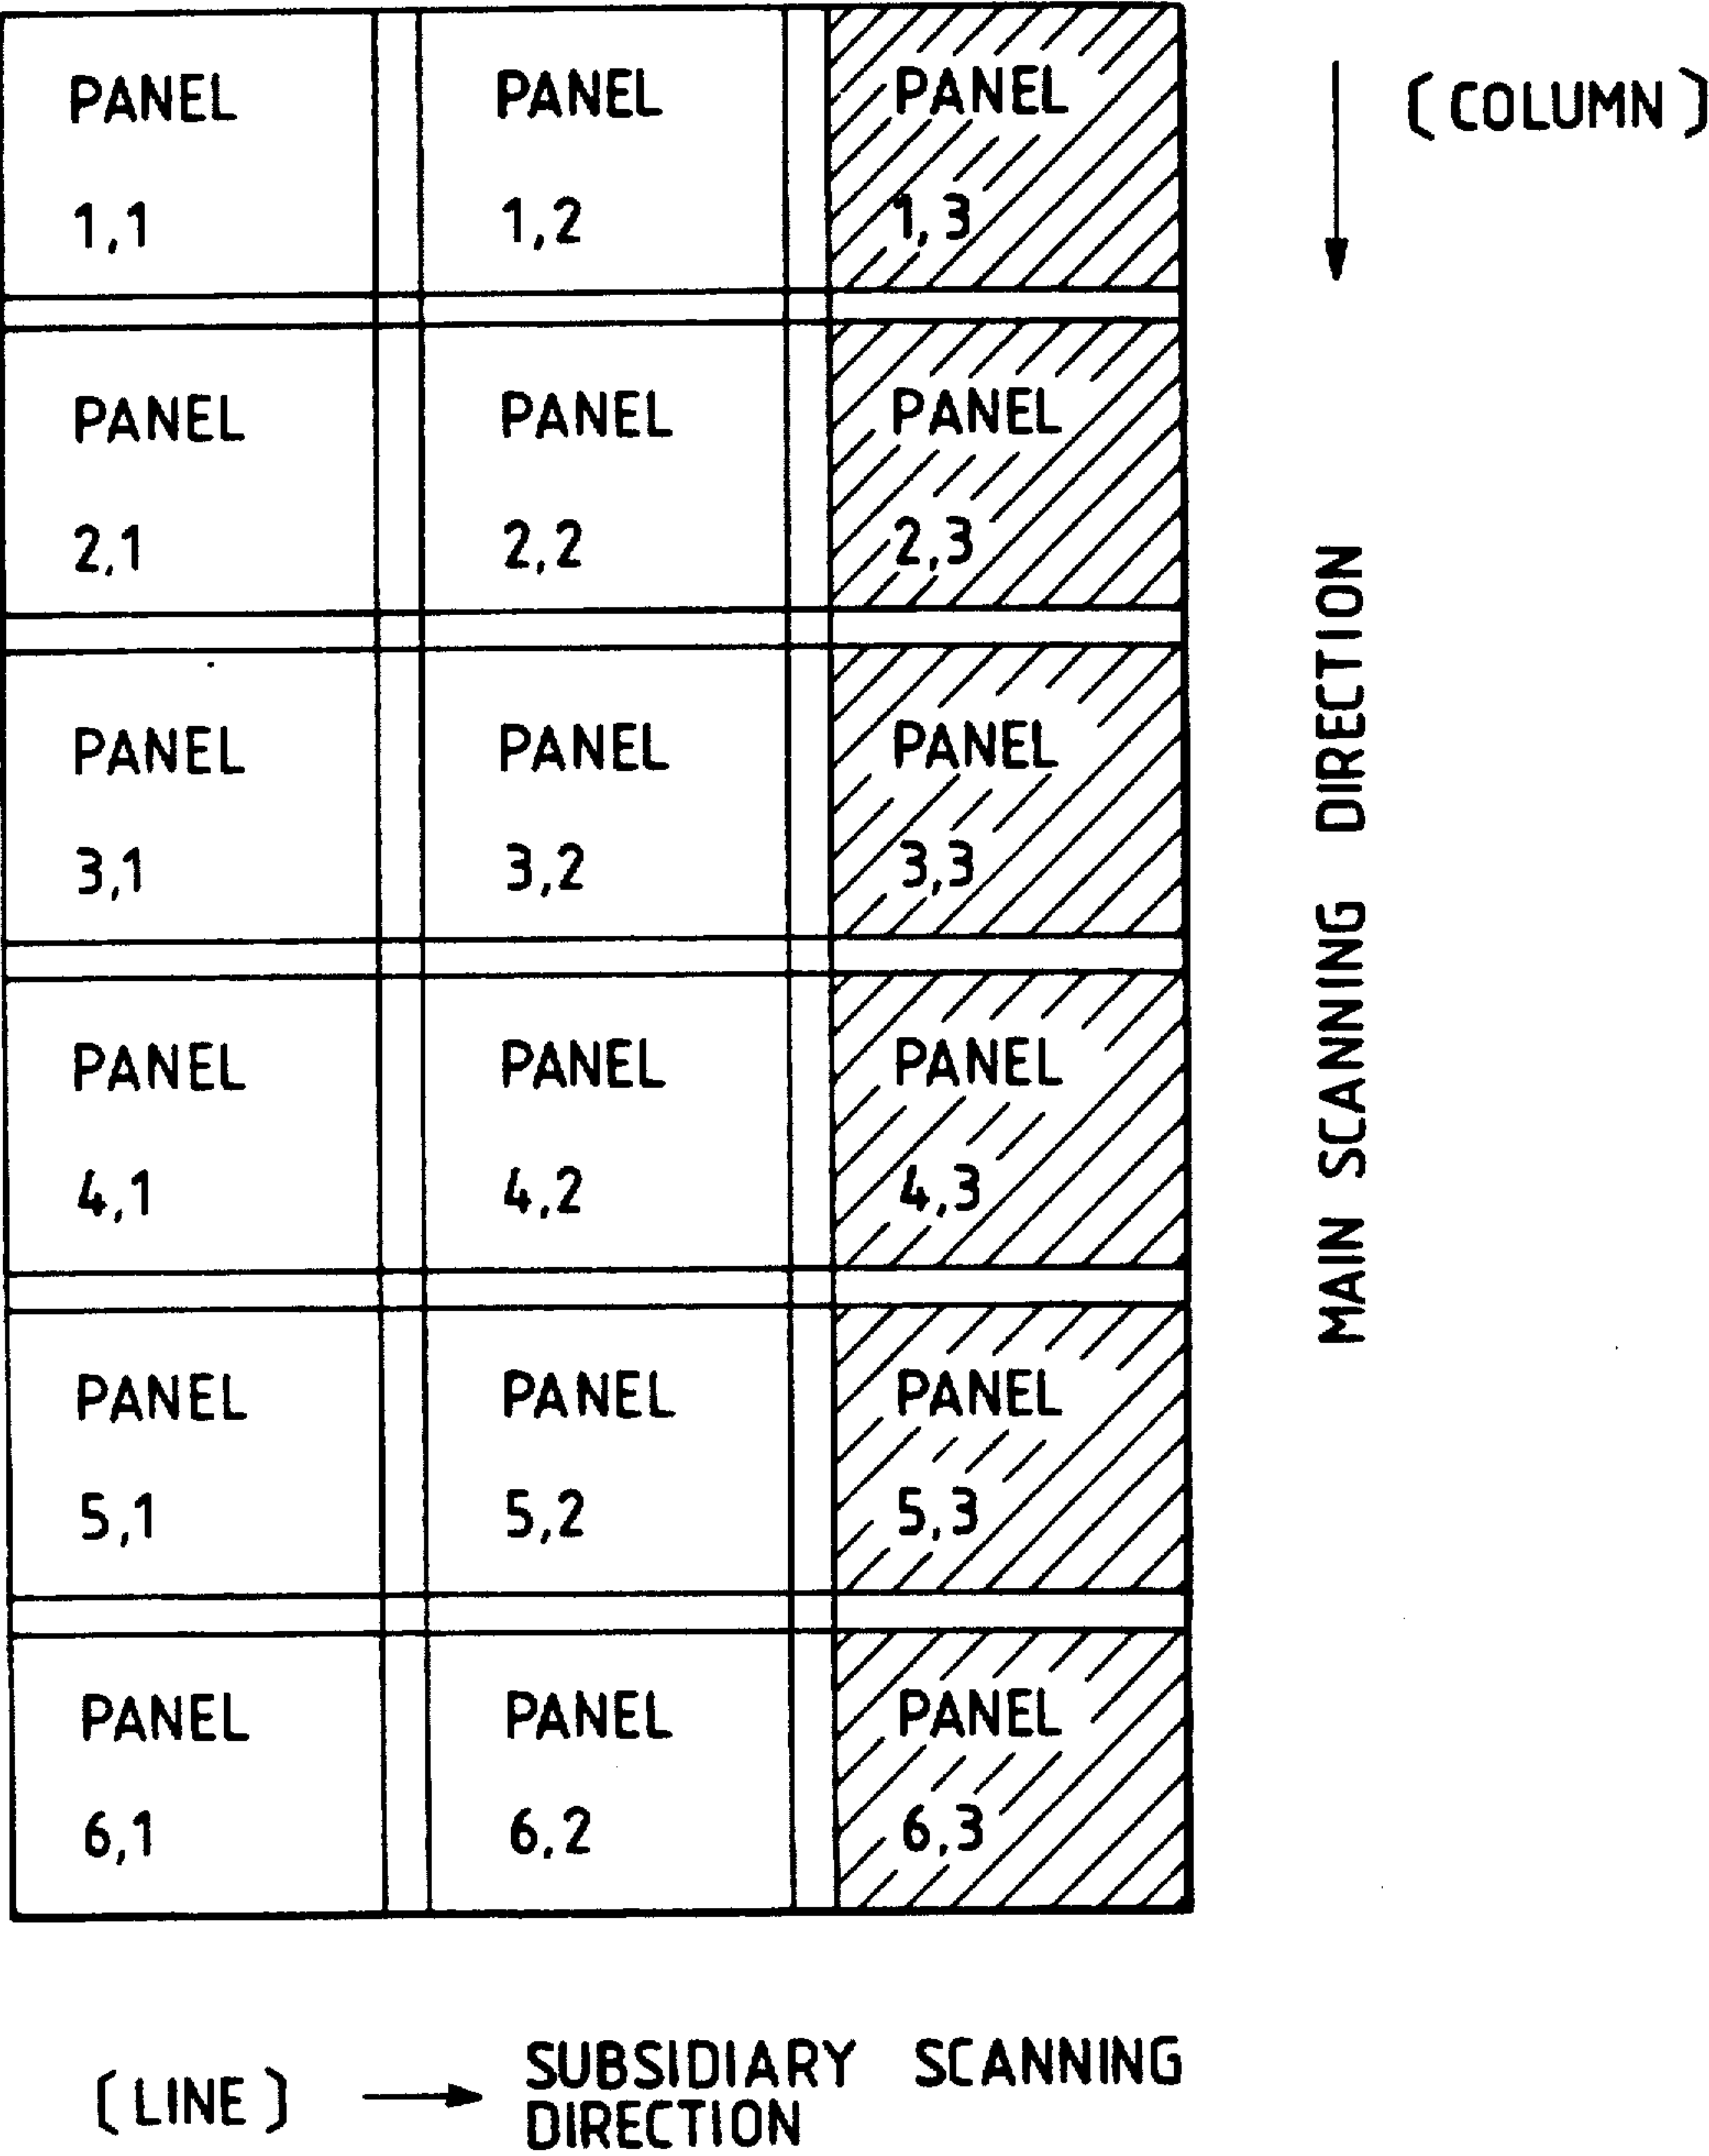 PANEL PANEL PANEL (COLUMN)
1,1 1,2 1,3
PANEL PANEL PANEL
2,1 2,2 2,3
PANEL PANEL PANEL
3,1 3,2 3,3
PANEL PANEL PANEL
4,1 4,2 4,3
PANEL PANEL PANEL
5,1 5,2 5,3
PANEL PANEL PANEL
6,1 6,2 6,3
MAIN SCANNING DIRECTION
(LINE)
SUBSIDIARY SCANNING
DIRECTION